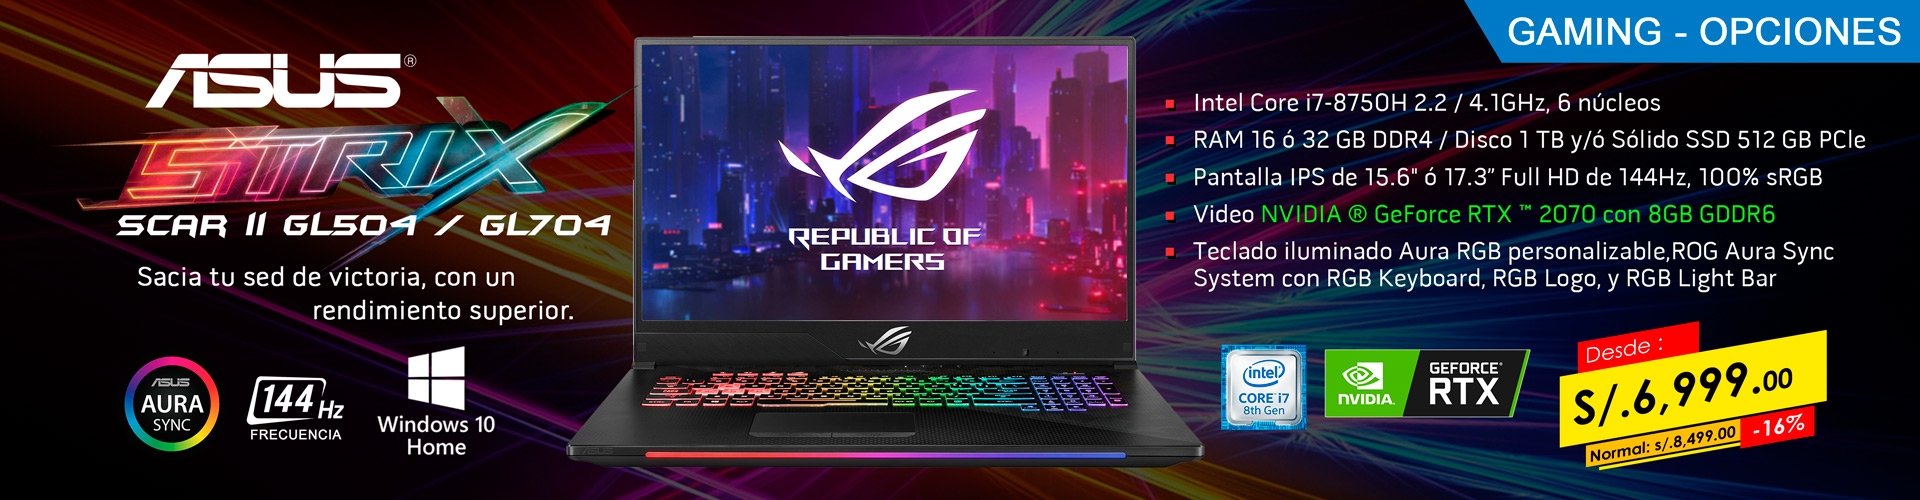 GAMING - OPCIONES
ASUS®
STRIX
SCAR II GL504 / GL704
Sacia tu sed de victoria, con un
rendimiento superior.
ASUS
AURA
SYNC
144 Hz
FRECUENCIA
Windows 10
Home
REPUBLIC OF
GAMERS
ASUS
▪ Intel Core i7-8750H 2.2 / 4.1GHz, 6 núcleos
▪ RAM 16 ó 32 GB DDR4 / Disco 1 TB y/ó Sólido SSD 512 GB PCIe
▪ Pantalla IPS de 15.6" ó 17.3” Full HD de 144Hz, 100% sRGB
▪ Video NVIDIA ® GeForce RTX ™ 2070 con 8GB GDDR6
▪ Teclado iluminado Aura RGB personalizable,ROG Aura Sync
System con RGB Keyboard, RGB Logo, y RGB Light Bar
intel®
CORE™ i7
8th Gen
NVIDIA.
GEFORCE®
RTX
Desde :
S/.6,999.00
Normal: s/.8,499.00
-16%